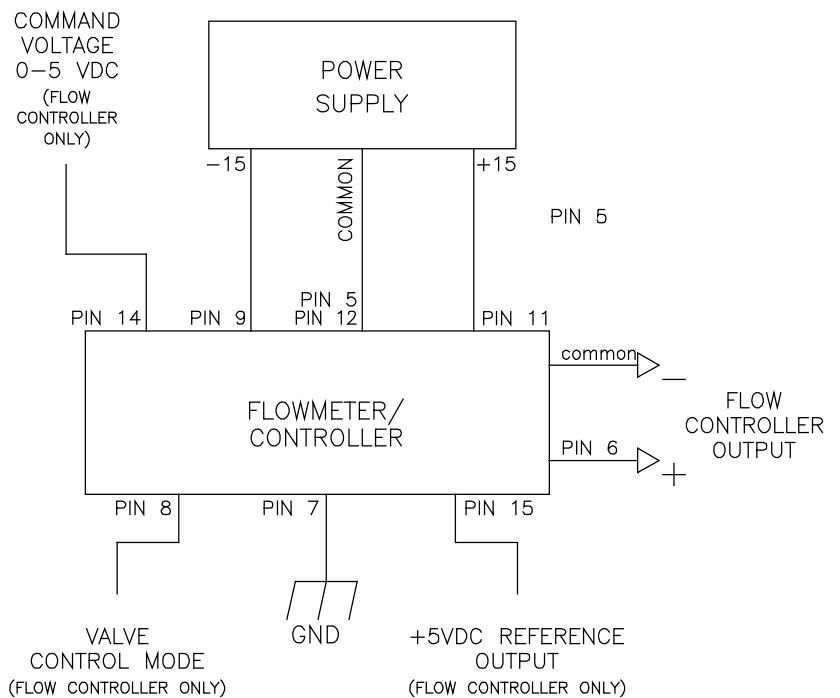 COMMAND
VOLTAGE
0-5 VDC
(FLOW
CONTROLLER
ONLY)
POWER
SUPPLY
-15
COMMON
+15
PIN 5
PIN 14
PIN 9
PIN 5
PIN 12
PIN 11
common
−
FLOWMETER/
CONTROLLER
FLOW
CONTROLLER
OUTPUT
PIN 6
+
PIN 8
PIN 7
PIN 15
VALVE
CONTROL MODE
(FLOW CONTROLLER ONLY)
GND
+5VDC REFERENCE
OUTPUT
(FLOW CONTROLLER ONLY)